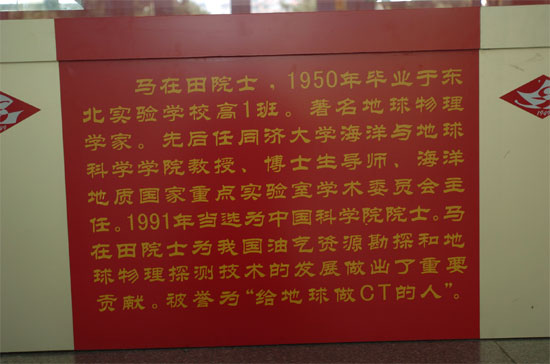 马在田院士，1950年毕业于东
北实验学校高1班。著名地球物理
学家。先后任同济大学海洋与地球
科学学院教授、博士生导师、海洋
地质国家重点实验室学术委员会主
任。1991年当选为中国科学院院士。马
在田院士为我国油气资源勘探和地
球物理探测技术的发展做出了重要
贡献。被誉为“给地球做CT的人”。